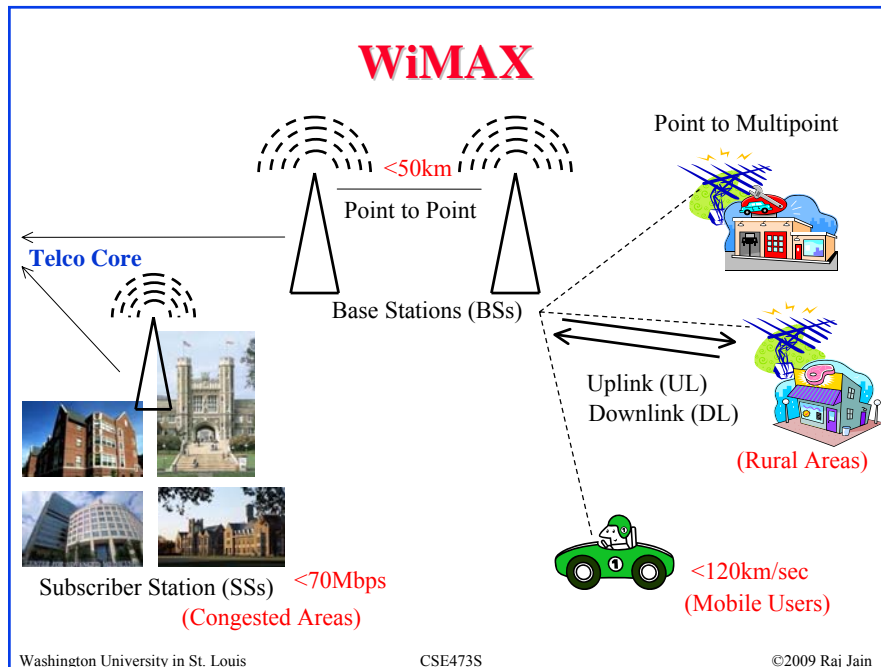 WiMAX
Point to Multipoint
<50km
Point to Point
Telco Core
Base Stations (BSs)
Uplink (UL)
Downlink (DL)
(Rural Areas)
1
Subscriber Station (SSs)
<70Mbps
(Congested Areas)
<120km/sec
(Mobile Users)
Washington University in St. Louis
CSE473S
©2009 Raj Jain